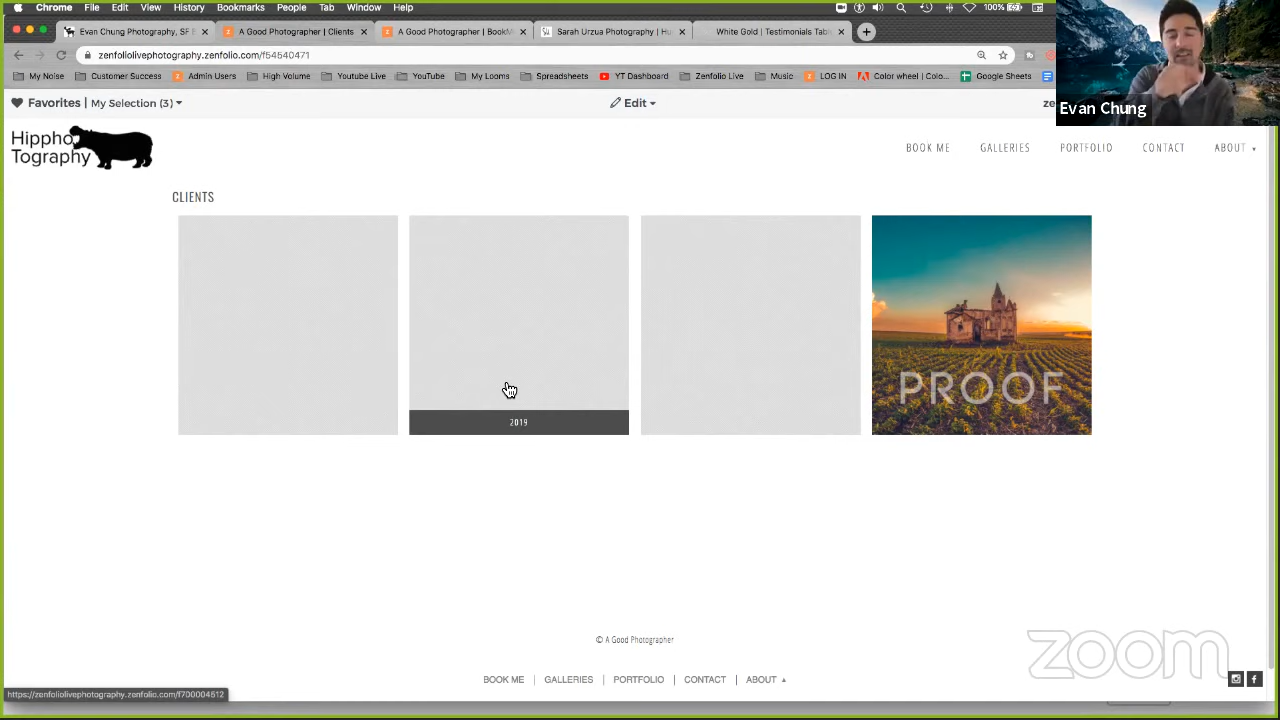 Chrome File Edit View History Bookmarks People Tab Window Help 100%
Evan Chung Photography, SF B
A Good Photographer | Clients
A Good Photographer | BookM
Sarah Urzua Photography | Hu
White Gold | Testimonials Tabl
zenfoliolivephotography.zenfolio.com/f54540471
My Noise Customer Success Admin Users High Volume Youtube Live YouTube My Looms Spreadsheets YT Dashboard Zenfolio Live Music LOG IN Color wheel | Colo... Google Sheets
Evan Chung
Favorites | My Selection (3) Edit ze
Hippho
Tography
BOOK ME GALLERIES PORTFOLIO CONTACT ABOUT
CLIENTS
PROOF
2019
© A Good Photographer
zoom
BOOK ME | GALLERIES | PORTFOLIO | CONTACT | ABOUT
https://zenfoliolivephotography.zenfolio.com/f700004512